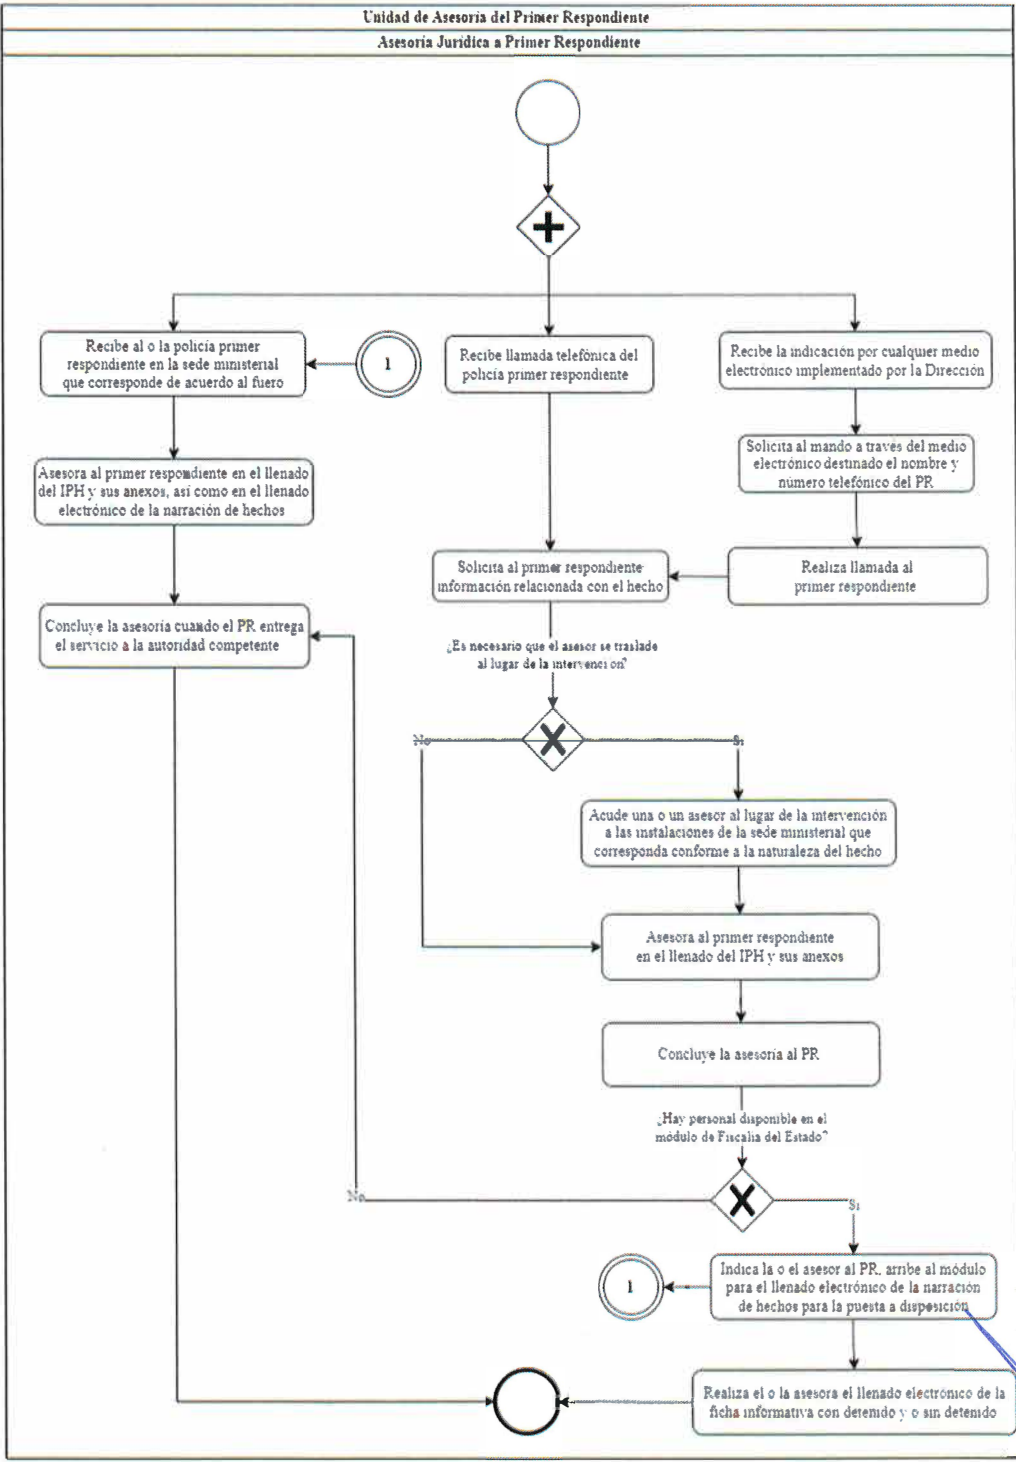 Unidad de Asesoría del Primer Respondiente
Asesoría Jurídica a Primer Respondiente
Recibe al o la policía primer
respondiente en la sede ministerial
que corresponde de acuerdo al fuero
1
Recibe llamada telefónica del
policía primer respondiente
Recibe la indicación por cualquier medio
electrónico implementado por la Dirección
Asesora al primer respondiente en el llenado
del IPH y sus anexos, así como en el llenado
electrónico de la narración de hechos
Solicita al mando a través del medio
electrónico destinado el nombre y
número telefónico del PR
Solicita al primer respondiente
información relacionada con el hecho
Realiza llamada al
primer respondiente
Concluye la asesoría cuando el PR entrega
el servicio a la autoridad competente
¿Es necesario que el asesor se traslade
al lugar de la intervención?
No
Si
Acude una o un asesor al lugar de la intervención
a las instalaciones de la sede ministerial que
corresponda conforme a la naturaleza del hecho
Asesora al primer respondiente
en el llenado del IPH y sus anexos
Concluye la asesoría al PR
¿Hay personal disponible en el
módulo de Fiscalía del Estado?
No
Si
Indica la o el asesor al PR, arribe al módulo
para el llenado electrónico de la narración
de hechos para la puesta a disposición
1
Realiza el o la asesora el llenado electrónico de la
ficha informativa con detenido y o sin detenido